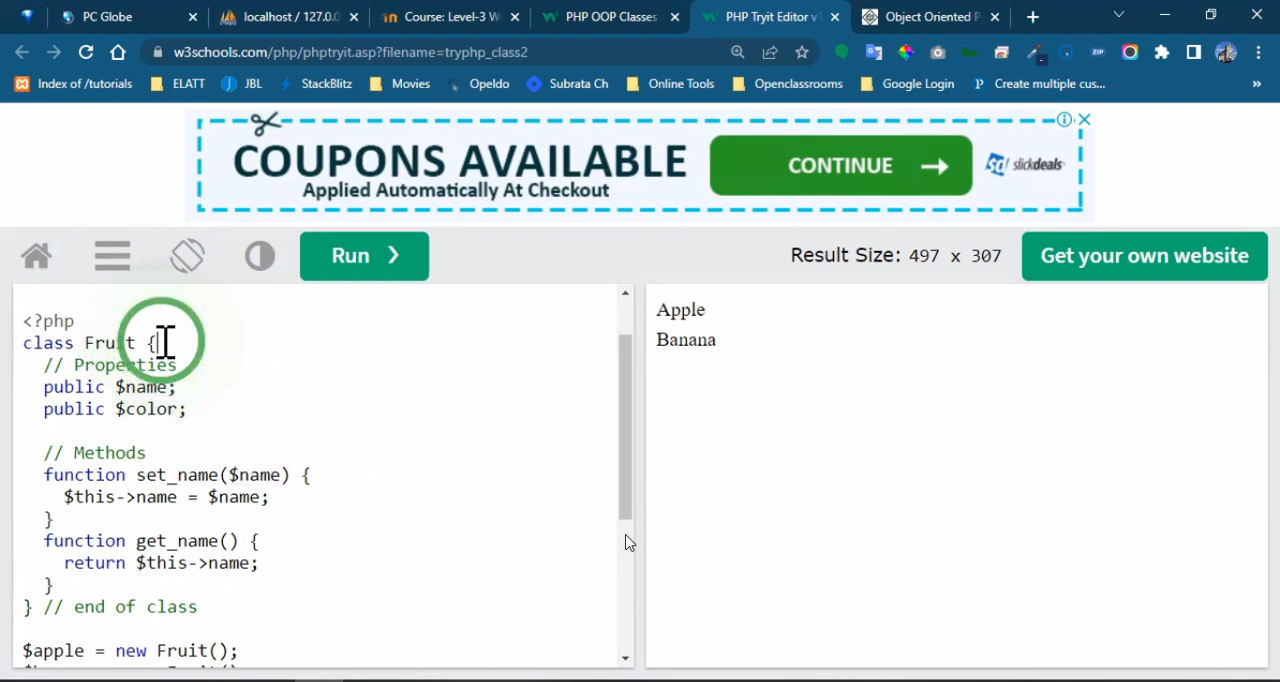 PC Globe
localhost / 127.0.0
Course: Level-3 W
PHP OOP Classes
PHP Tryit Editor v
Object Oriented P
w3schools.com/php/phptryit.asp?filename=tryphp_class2
Index of /tutorials
ELATT
JBL
StackBlitz
Movies
Opeldo
Subrata Ch
Online Tools
Openclassrooms
Google Login
Create multiple cus...
COUPONS AVAILABLE
Applied Automatically At Checkout
CONTINUE
slickdeals
Run
Result Size: 497 x 307
Get your own website
<?php
class Fruit {
// Properties
public $name;
public $color;
// Methods
function set_name($name) {
$this->name = $name;
}
function get_name() {
return $this->name;
}
} // end of class
$apple = new Fruit();
Apple
Banana